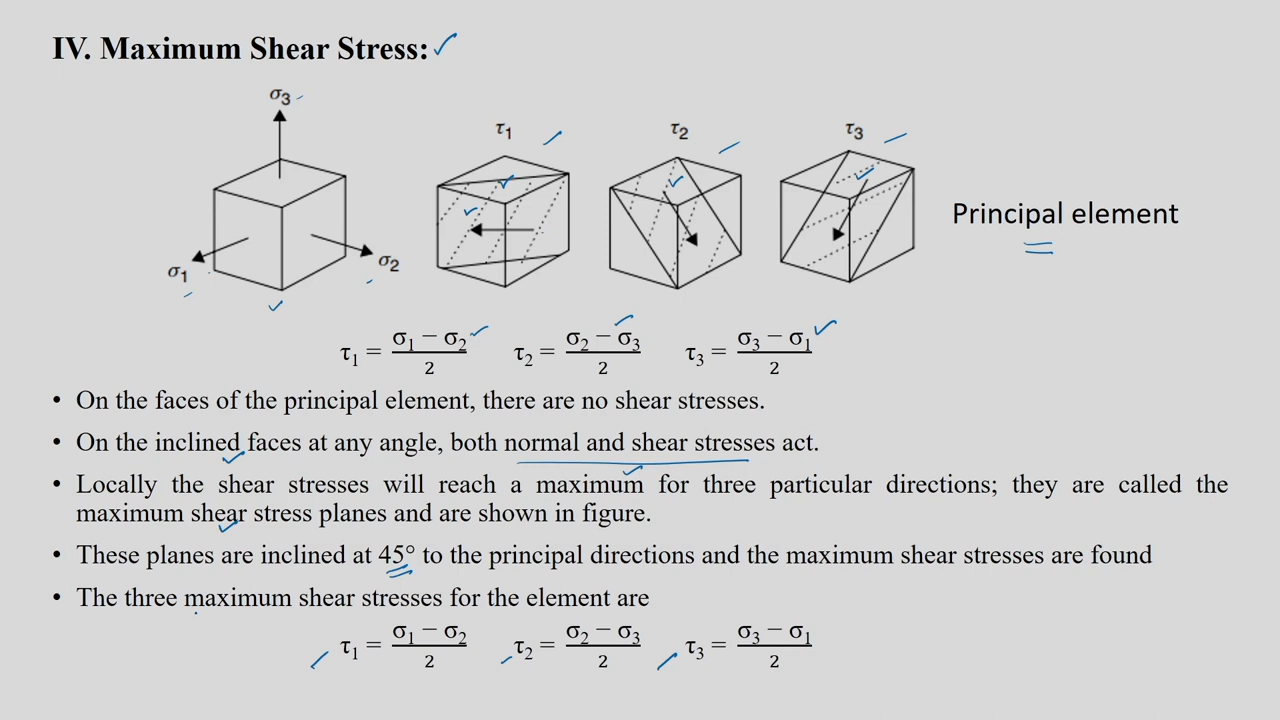 IV. Maximum Shear Stress:
σ3
τ1
τ2
τ3
Principal element
σ1
σ2
τ1 = (σ1 − σ2)/2 τ2 = (σ2 − σ3)/2 τ3 = (σ3 − σ1)/2
• On the faces of the principal element, there are no shear stresses.
• On the inclined faces at any angle, both normal and shear stresses act.
• Locally the shear stresses will reach a maximum for three particular directions; they are called the
maximum shear stress planes and are shown in figure.
• These planes are inclined at 45° to the principal directions and the maximum shear stresses are found
• The three maximum shear stresses for the element are
τ1 = (σ1 − σ2)/2 τ2 = (σ2 − σ3)/2 τ3 = (σ3 − σ1)/2